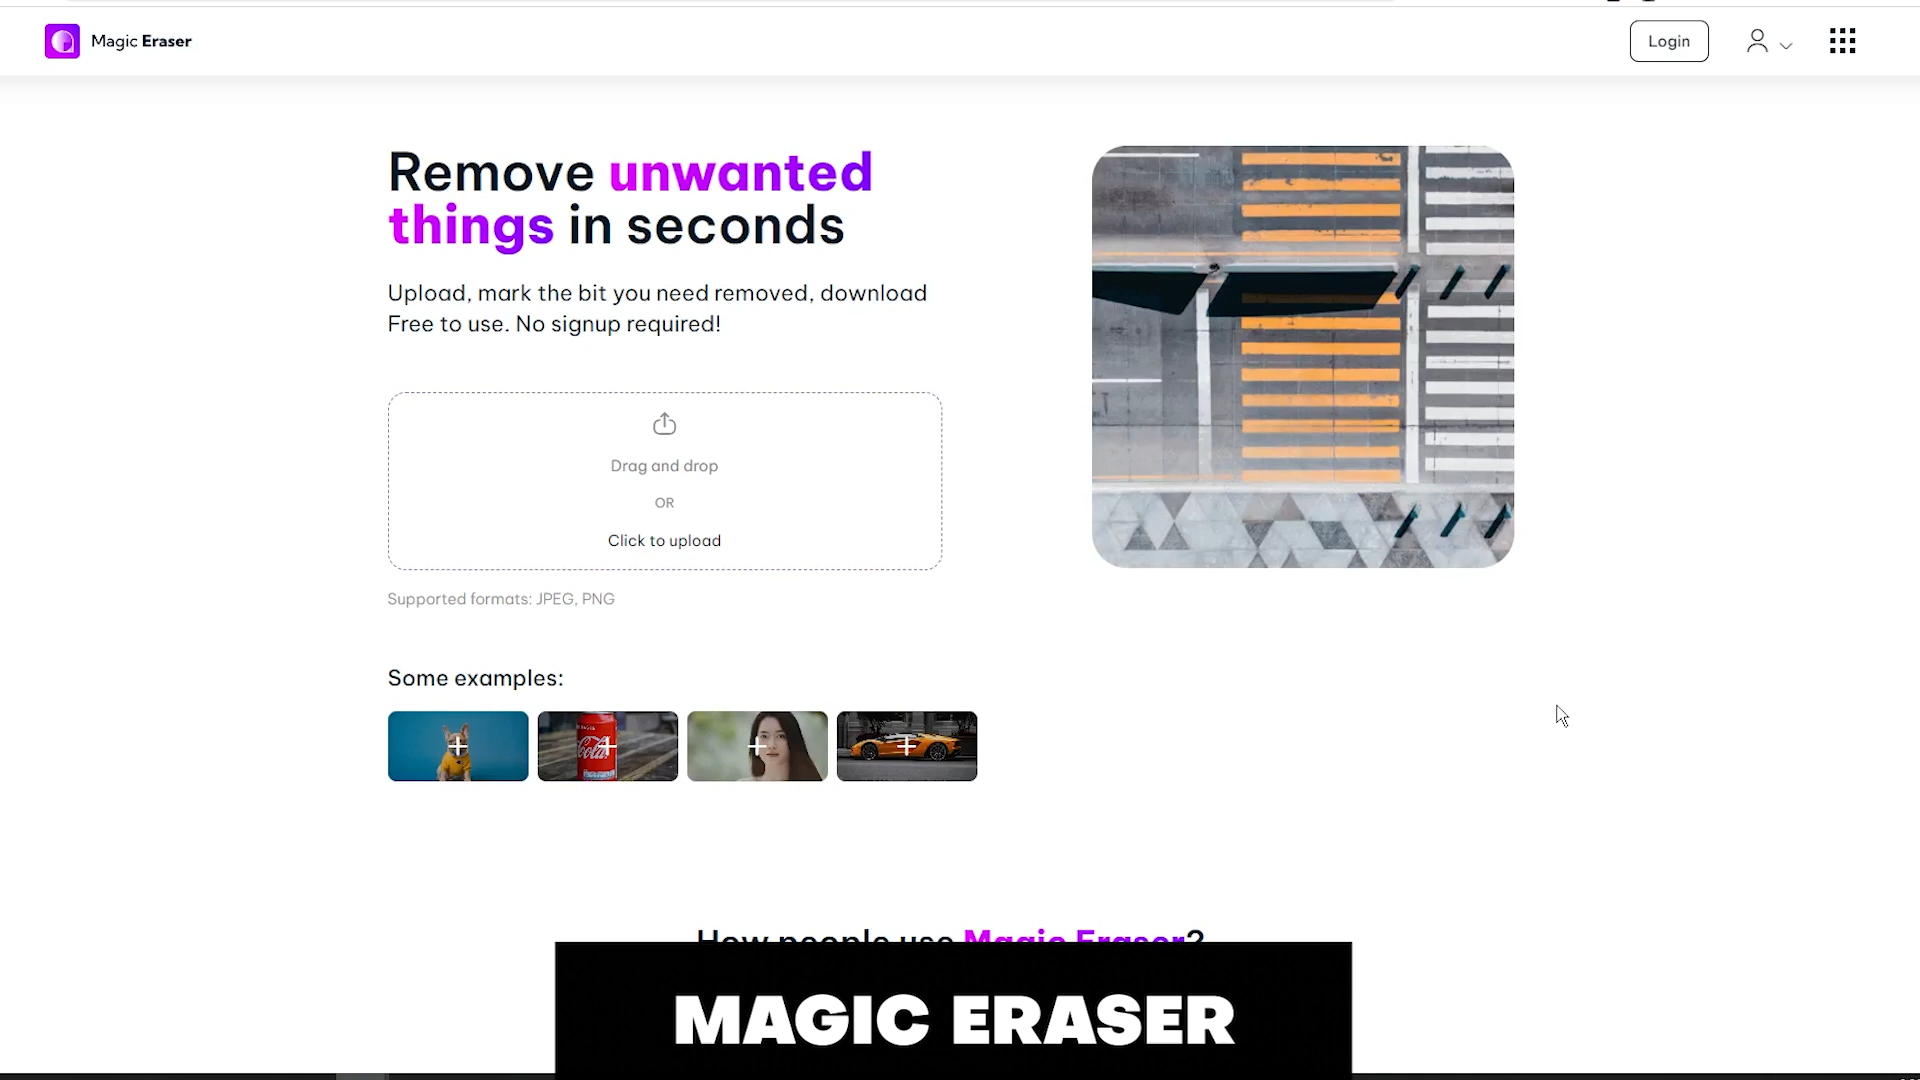 Magic Eraser
Login
Remove unwanted
things in seconds
Upload, mark the bit you need removed, download
Free to use. No signup required!
Drag and drop
OR
Click to upload
Supported formats: JPEG, PNG
Some examples:
Cola
How people use Magic Eraser?
MAGIC ERASER